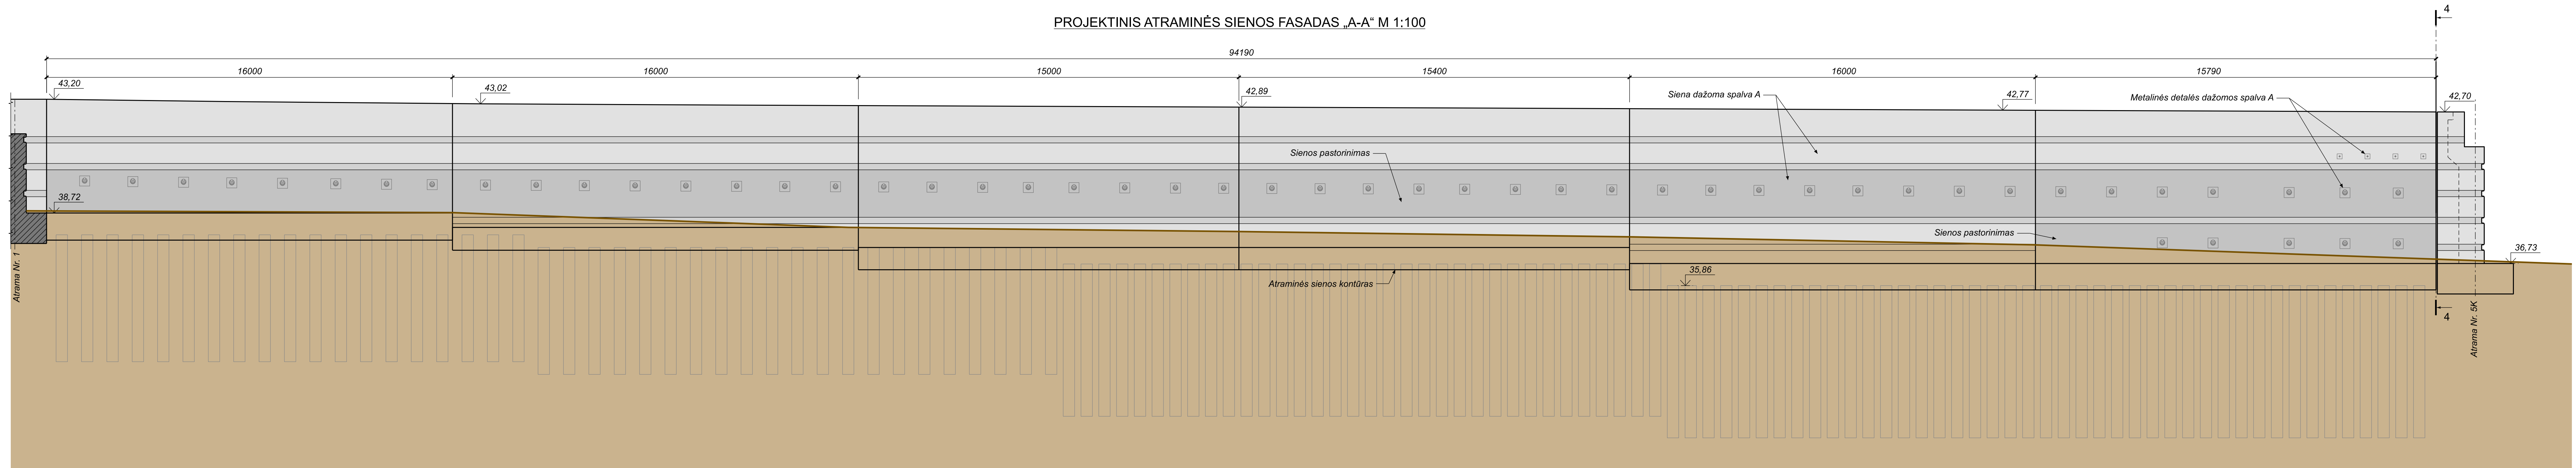 PROJEKTINIS ATRAMINĖS SIENOS FASADAS „A-A“ M 1:100
4
94190
16000
16000
15000
15400
16000
15790
43,20
43,02
42,89
42,77
42,70
Siena dažoma spalva A
Metalinės detalės dažomos spalva A
Sienos pastorinimas
38,72
Sienos pastorinimas
36,73
35,86
Atraminės sienos kontūras
Atrama Nr. 1
Atrama Nr. 5K
4